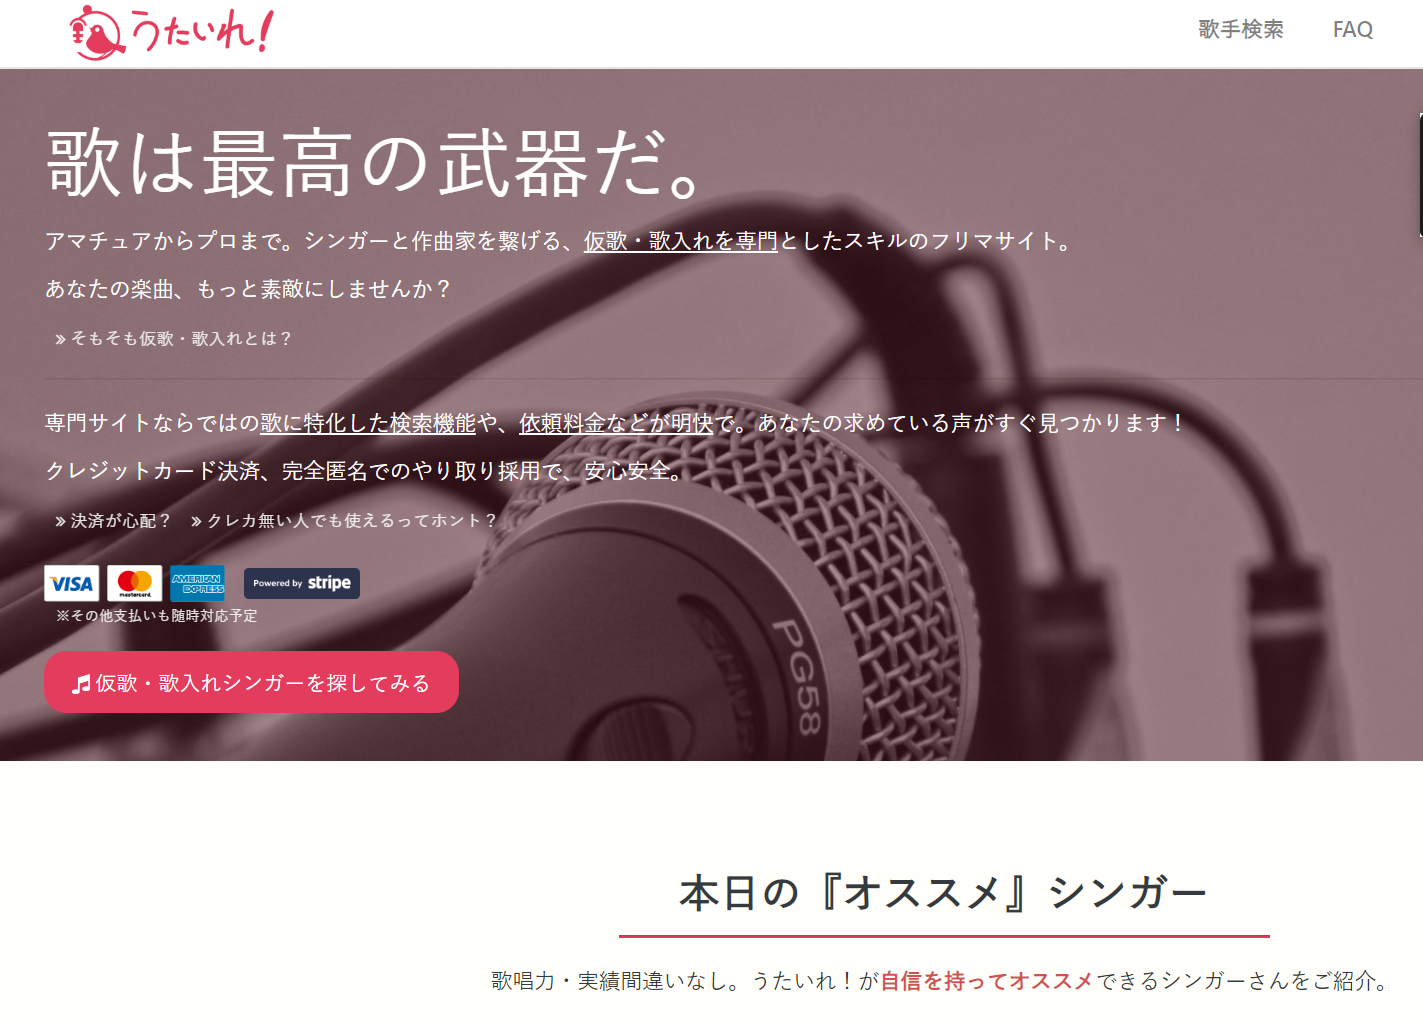 うたいれ！
歌手検索 FAQ
歌は最高の武器だ。
アマチュアからプロまで。シンガーと作曲家を繋げる、仮歌・歌入れを専門としたスキルのフリマサイト。
あなたの楽曲、もっと素敵にしませんか？
» そもそも仮歌・歌入れとは？
専門サイトならではの歌に特化した検索機能や、依頼料金などが明快で。あなたの求めている声がすぐ見つかります！
クレジットカード決済、完全匿名でのやり取り採用で、安心安全。
» 決済が心配？ » クレカ無い人でも使えるってホント？
VISA mastercard AMERICAN EXPRESS Powered by stripe
※その他支払いも随時対応予定
仮歌・歌入れシンガーを探してみる
PG58
本日の『オススメ』シンガー
歌唱力・実績間違いなし。うたいれ！が自信を持ってオススメできるシンガーさんをご紹介。